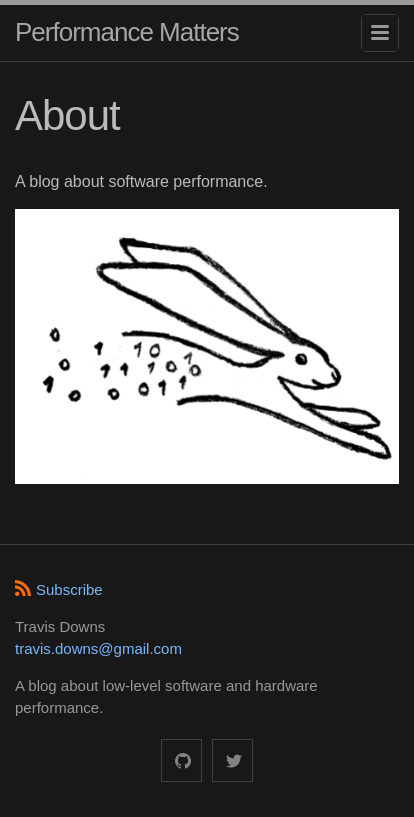 Performance Matters
About
A blog about software performance.
0
1 1 0 1
0 1 1 1 0 0
1 0 0 0 1 1
Subscribe
Travis Downs
travis.downs@gmail.com
A blog about low-level software and hardware
performance.